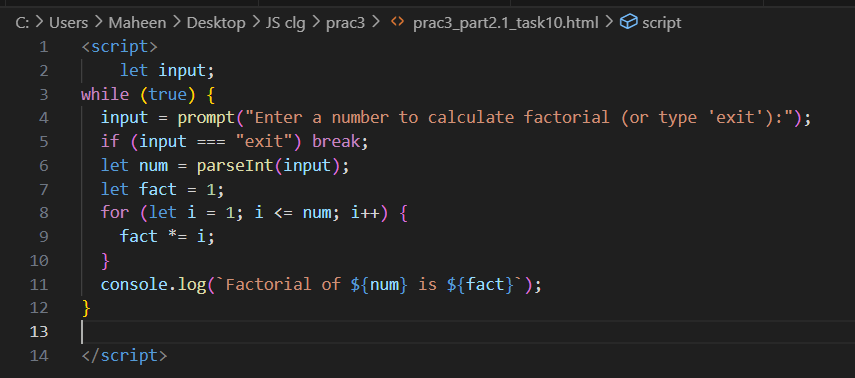 C: > Users > Maheen > Desktop > JS clg > prac3 > <> prac3_part2.1_task10.html > script
1 <script>
2     let input;
3 while (true) {
4   input = prompt("Enter a number to calculate factorial (or type 'exit'):");
5   if (input === "exit") break;
6   let num = parseInt(input);
7   let fact = 1;
8   for (let i = 1; i <= num; i++) {
9     fact *= i;
10   }
11   console.log(`Factorial of ${num} is ${fact}`);
12 }
13
14 </script>